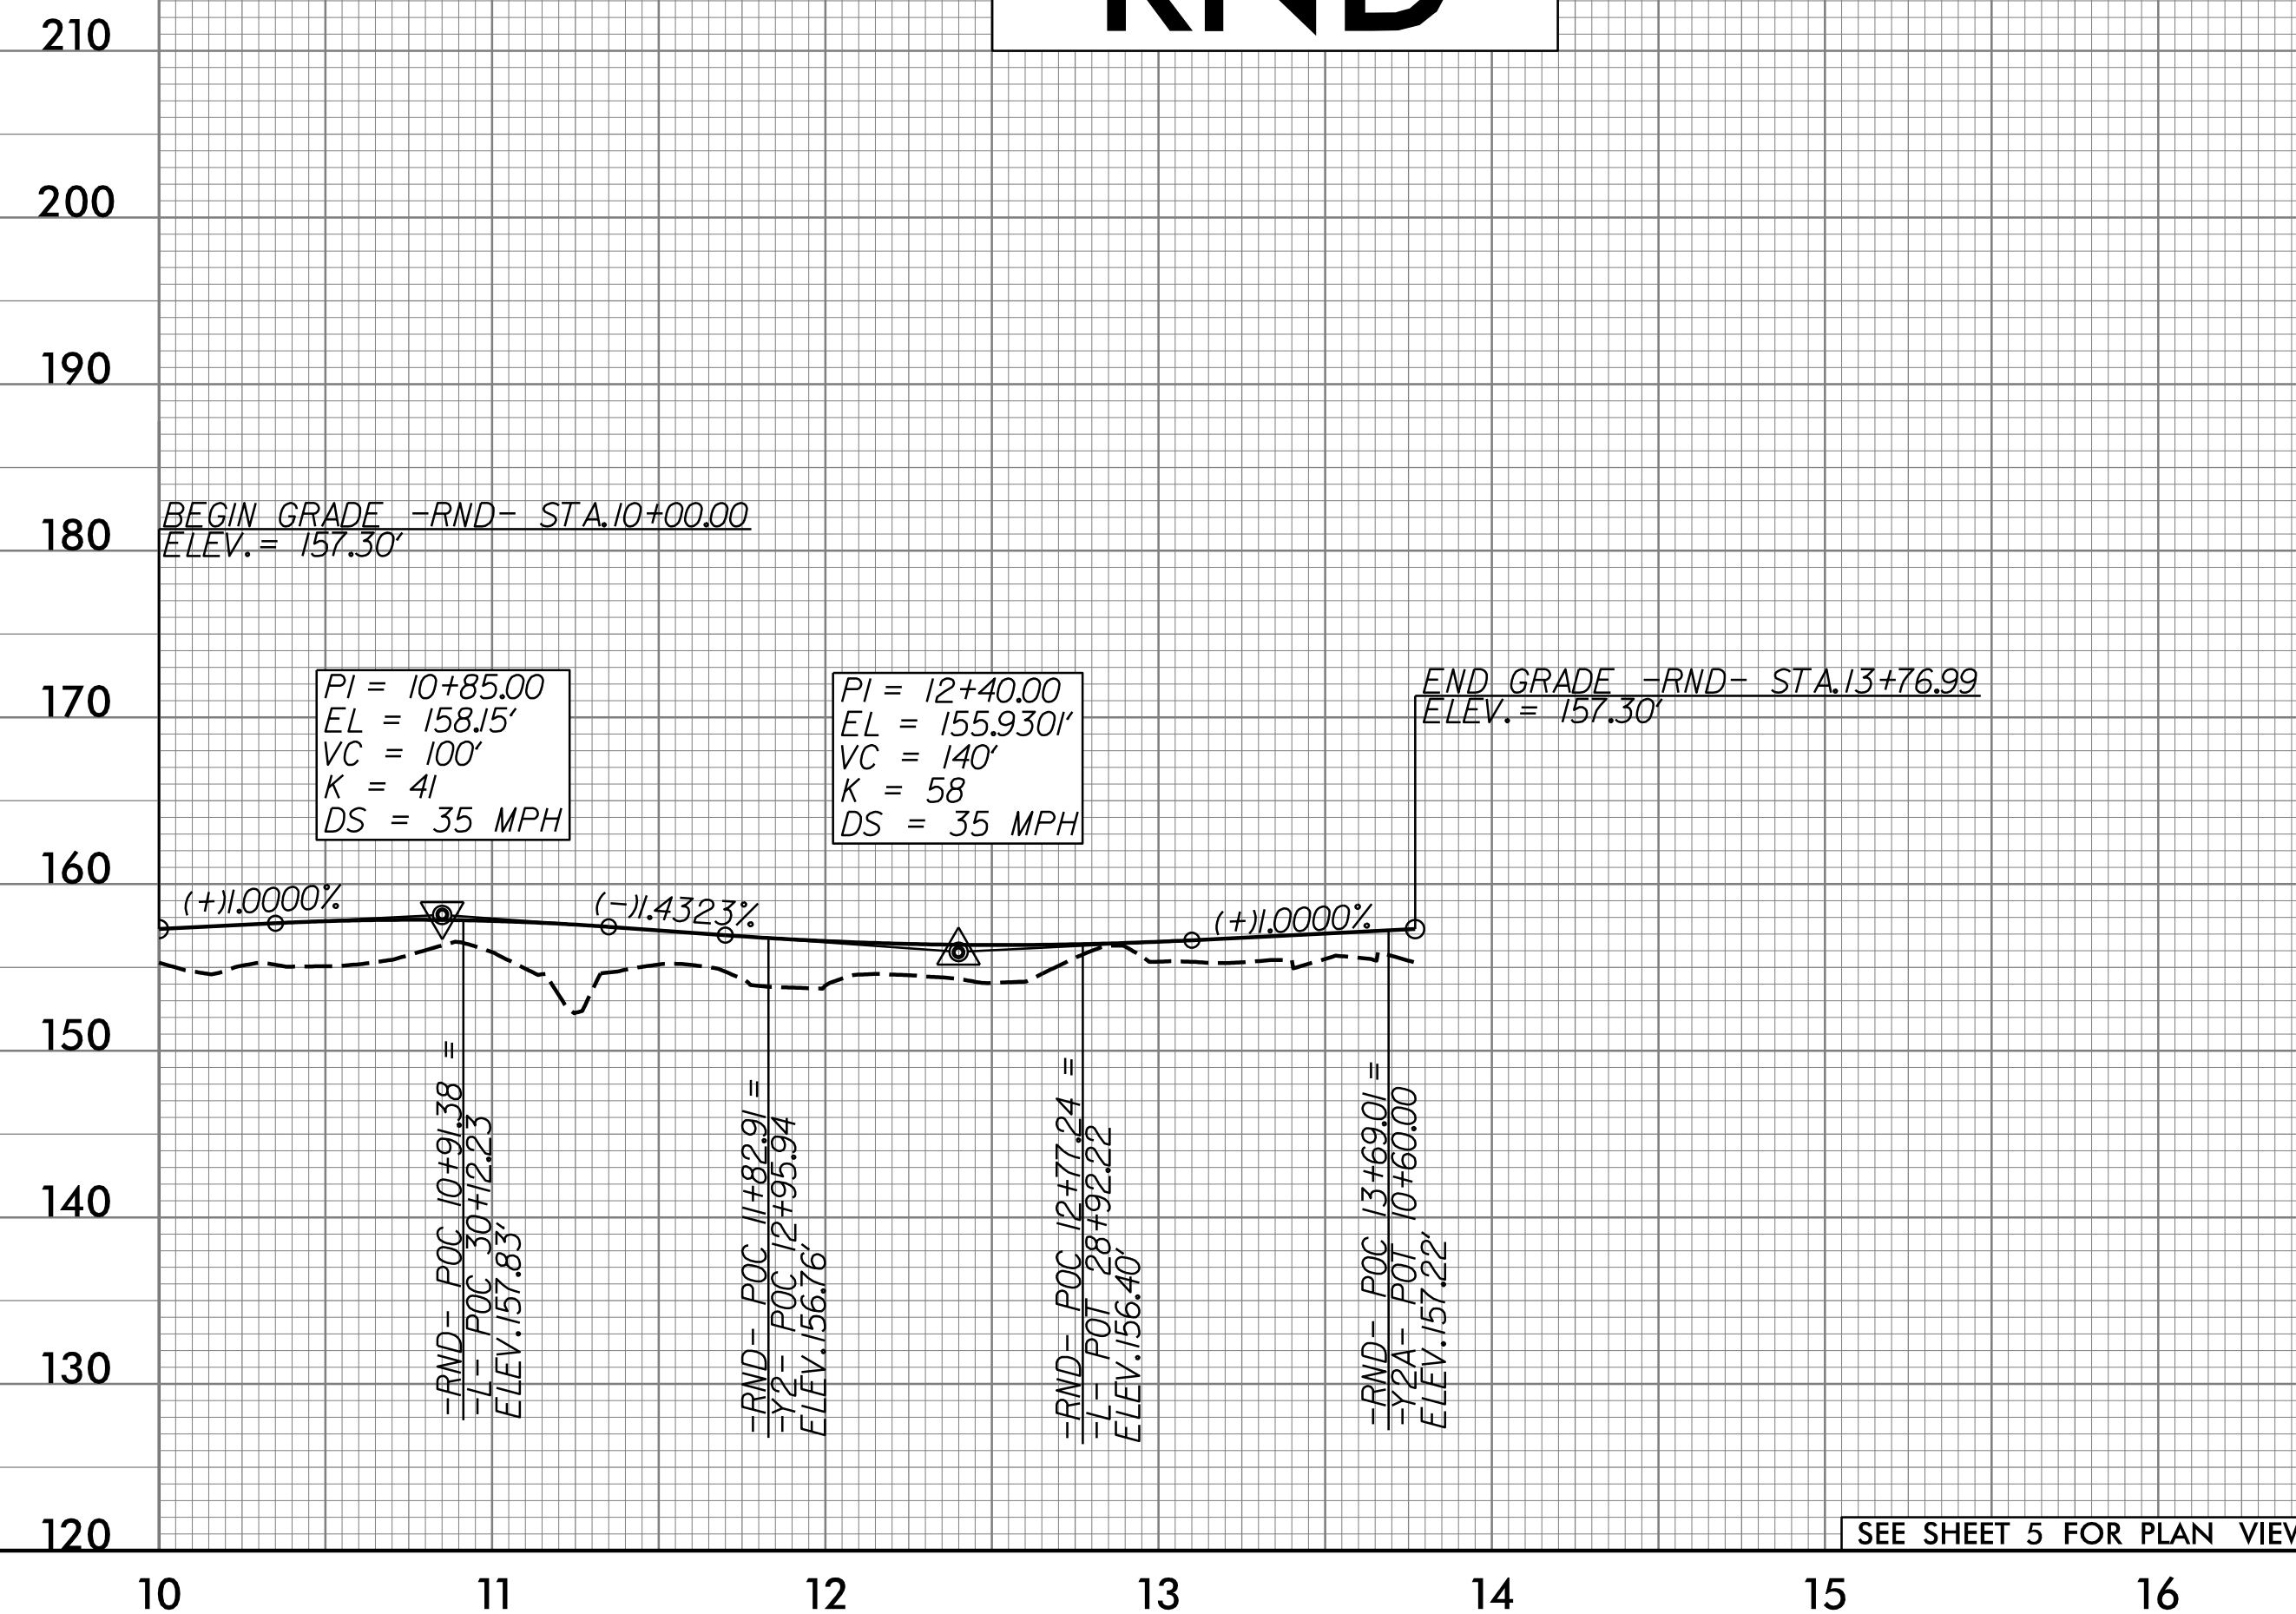 RND
210
200
190
180
170
160
150
140
130
120
BEGIN GRADE -RND- STA.10+00.00
ELEV.= 157.30'
PI = 10+85.00
EL = 158.15'
VC = 100'
K = 41
DS = 35 MPH
PI = 12+40.00
EL = 155.9301'
VC = 140'
K = 58
DS = 35 MPH
END GRADE -RND- STA.13+76.99
ELEV.= 157.30'
(+)1.0000%
(-)1.4323%
(+)1.0000%
-RND- POC 10+91.38 =
-L- POC 30+12.23
ELEV.157.83'
-RND- POC 11+82.91 =
-Y2- POC 12+95.94
ELEV.156.76'
-RND- POC 12+77.24 =
-L- POT 28+92.22
ELEV.156.40'
-RND- POC 13+69.01 =
-Y2A- POT 10+60.00
ELEV.157.22'
SEE SHEET 5 FOR PLAN VIEW
10 11 12 13 14 15 16